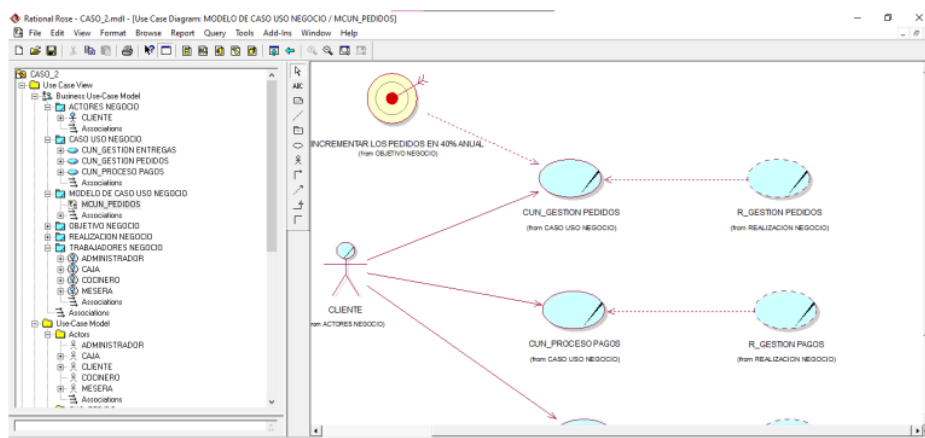 Rational Rose - CASO_2.mdl - [Use Case Diagram: MODELO DE CASO USO NEGOCIO / MCUN_PEDIDOS]
File Edit View Format Browse Report Query Tools Add-Ins Window Help
CASO_2
Use Case View
Business Use-Case Model
ACTORES NEGOCIO
CLIENTE
Associations
CASO USO NEGOCIO
CUN_GESTION ENTREGAS
CUN_GESTION PEDIDOS
CUN_PROCESO PAGOS
Associations
MODELO DE CASO USO NEGOCIO
MCUN_PEDIDOS
Associations
OBJETIVO NEGOCIO
REALIZACION NEGOCIO
TRABAJADORES NEGOCIO
ADMINISTRADOR
CAJA
COCINERO
MESERA
Associations
Associations
Use-Case Model
Actors
ADMINISTRADOR
CAJA
CLIENTE
COCINERO
MESERA
Associations
ABC
INCREMENTAR LOS PEDIDOS EN 40% ANUAL
(from OBJETIVO NEGOCIO)
CUN_GESTION PEDIDOS
(from CASO USO NEGOCIO)
R_GESTION PEDIDOS
(from REALIZACION NEGOCIO)
CLIENTE
om ACTORES NEGOCIO)
CUN_PROCESO PAGOS
(from CASO USO NEGOCIO)
R_GESTION PAGOS
(from REALIZACION NEGOCIO)